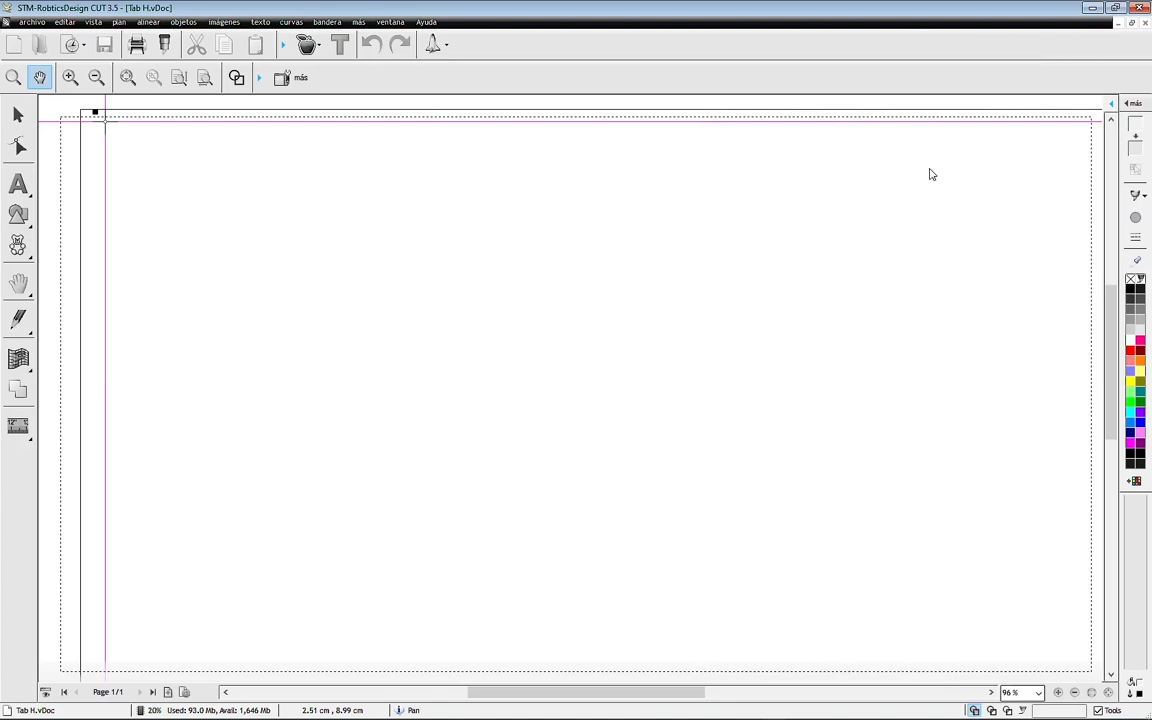 STM-RobticsDesign CUT 3.5 - [Tab H.vDoc]
archivo editar vista plan alinear objetos imágenes texto curvas bandera más ventana Ayuda
más
más
12"
Page 1/1
96 %
Tab H.vDoc
20% Used: 93.0 Mb, Avail: 1,646 Mb
2.51 cm , 8.99 cm
Pan
Tools